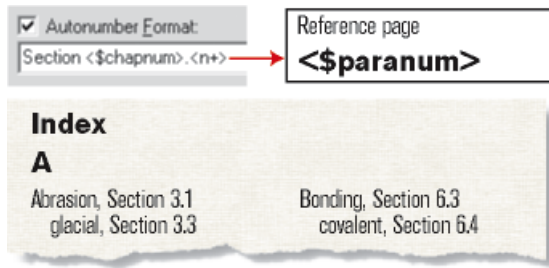 Autonumber Format:
Section <$chapnum>.<n+>
Reference page
<$paranum>
Index
A
Abrasion, Section 3.1
glacial, Section 3.3
Bonding, Section 6.3
covalent, Section 6.4